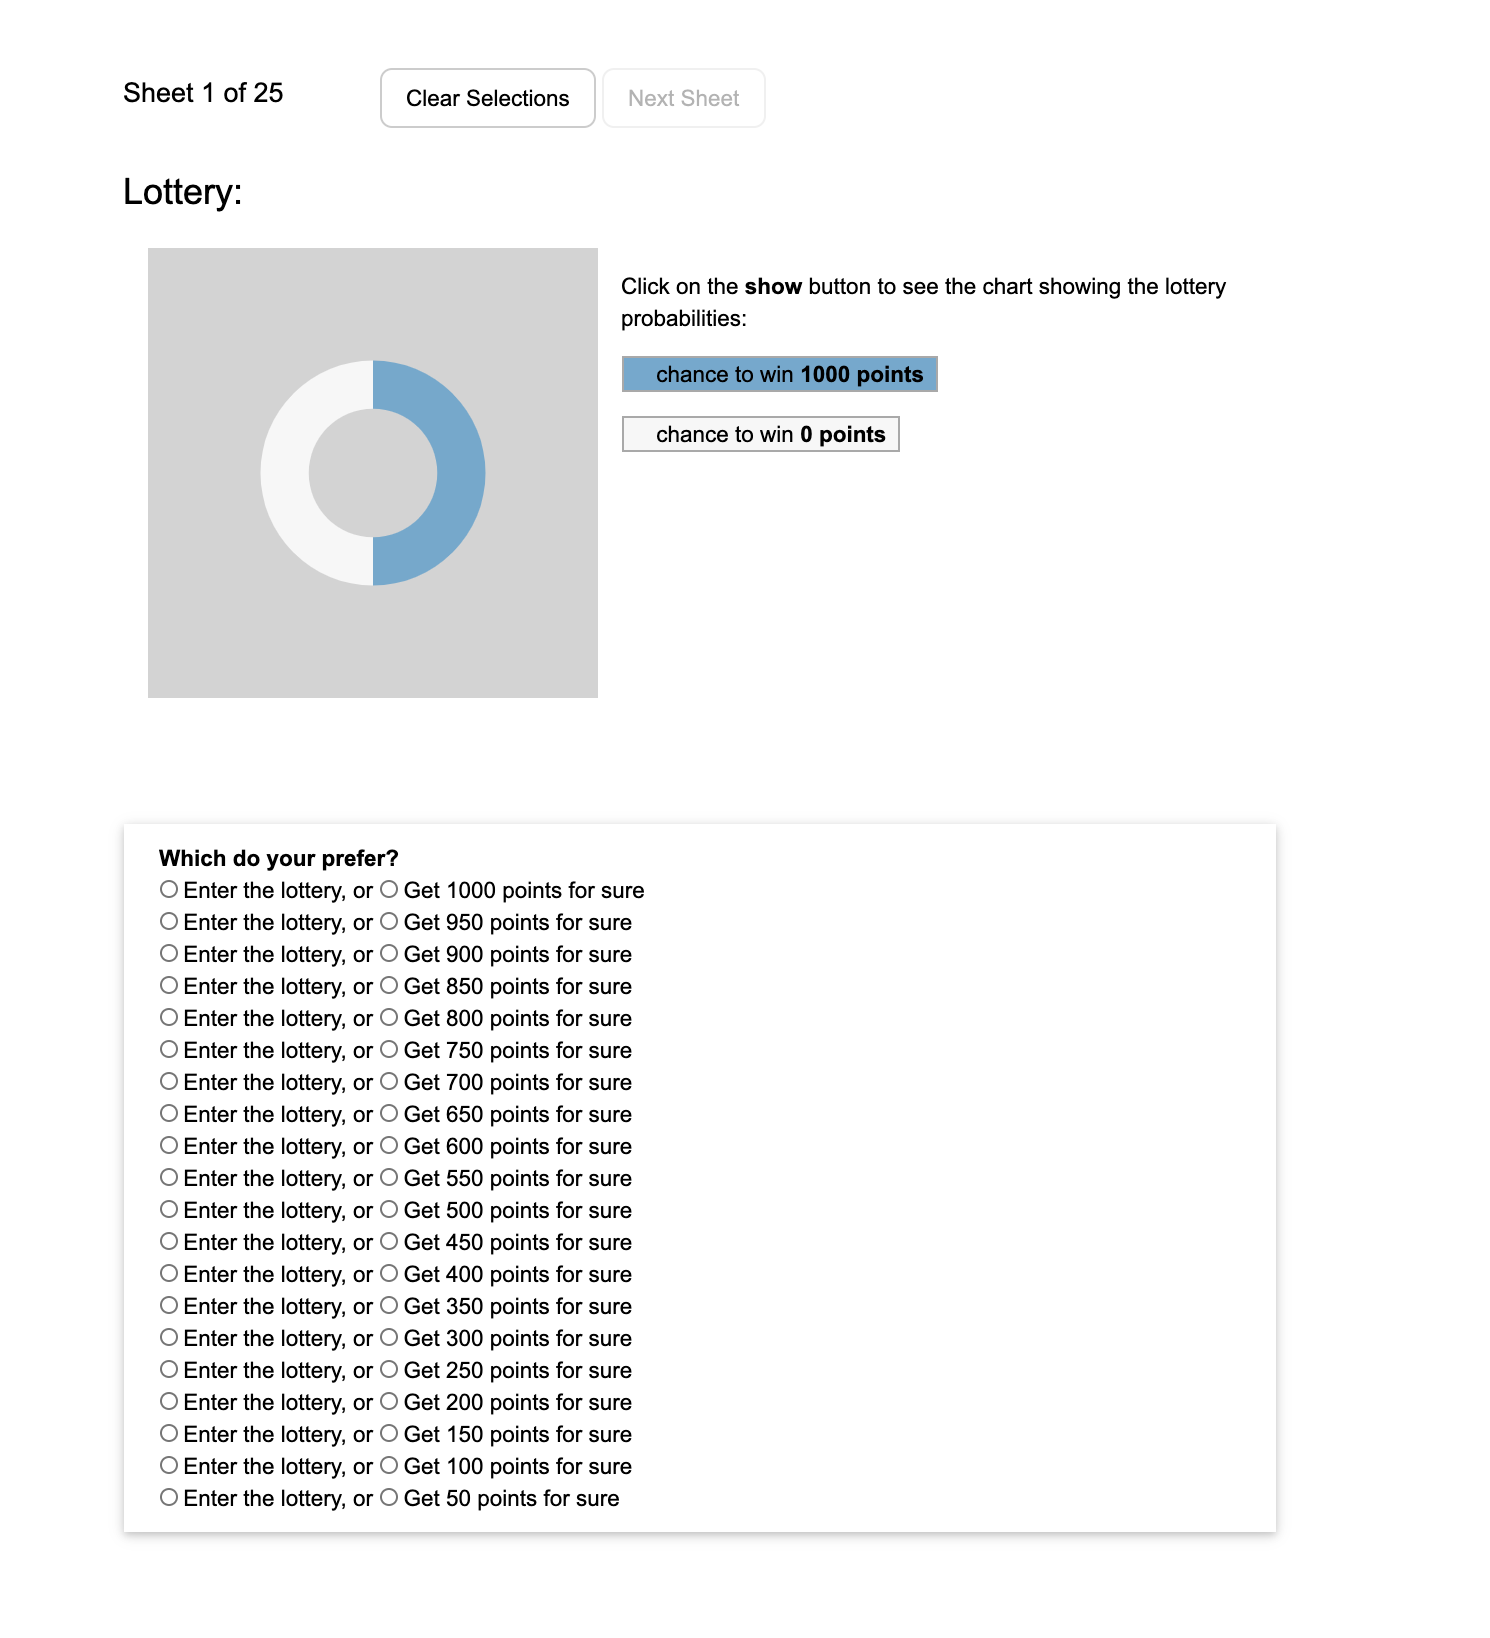 Sheet 1 of 25
Clear Selections
Next Sheet
Lottery:
Click on the show button to see the chart showing the lottery
probabilities:
chance to win 1000 points
chance to win 0 points
Which do your prefer?
Enter the lottery, or Get 1000 points for sure
Enter the lottery, or Get 950 points for sure
Enter the lottery, or Get 900 points for sure
Enter the lottery, or Get 850 points for sure
Enter the lottery, or Get 800 points for sure
Enter the lottery, or Get 750 points for sure
Enter the lottery, or Get 700 points for sure
Enter the lottery, or Get 650 points for sure
Enter the lottery, or Get 600 points for sure
Enter the lottery, or Get 550 points for sure
Enter the lottery, or Get 500 points for sure
Enter the lottery, or Get 450 points for sure
Enter the lottery, or Get 400 points for sure
Enter the lottery, or Get 350 points for sure
Enter the lottery, or Get 300 points for sure
Enter the lottery, or Get 250 points for sure
Enter the lottery, or Get 200 points for sure
Enter the lottery, or Get 150 points for sure
Enter the lottery, or Get 100 points for sure
Enter the lottery, or Get 50 points for sure